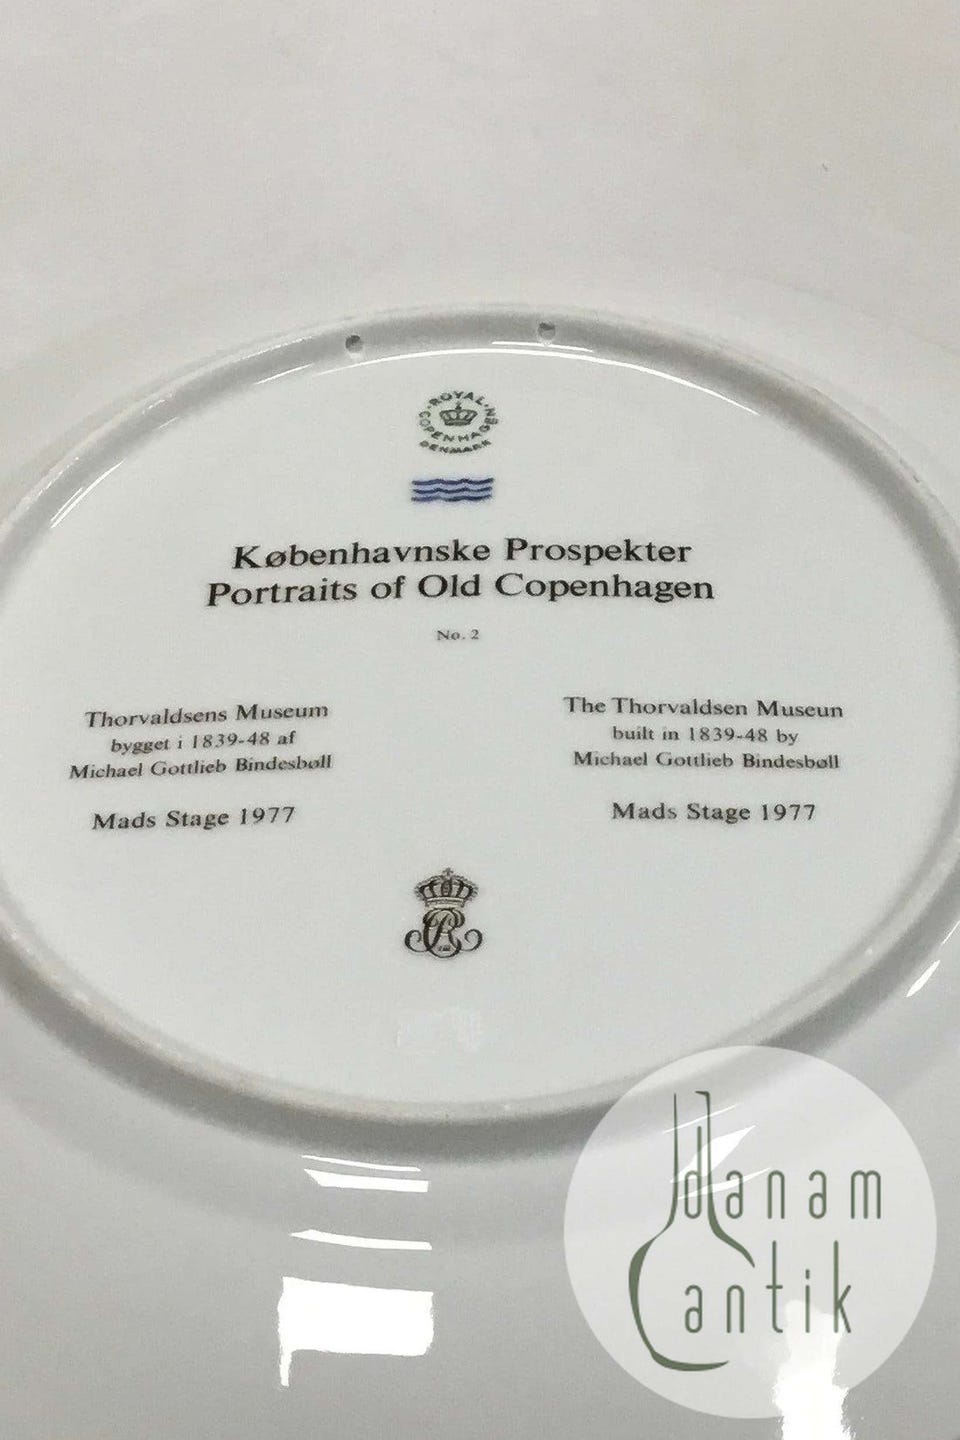 ROYAL
COPENHAGEN
DENMARK
Københavnske Prospekter
Portraits of Old Copenhagen
No. 2
Thorvaldsens Museum
bygget i 1839-48 af
Michael Gottlieb Bindesbøll
Mads Stage 1977
The Thorvaldsen Museun
built in 1839-48 by
Michael Gottlieb Bindesbøll
Mads Stage 1977
danam
antik